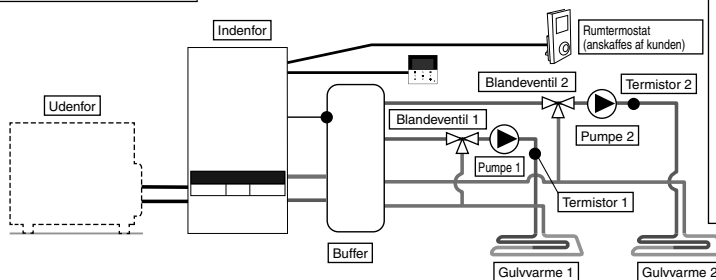 Indenfor
Rumtermostat
(anskaffes af kunden)
Blandeventil 2
Termistor 2
Udenfor
Blandeventil 1
Pumpe 2
Pumpe 1
Termistor 1
Buffer
Gulvvarme 1
Gulvvarme 2